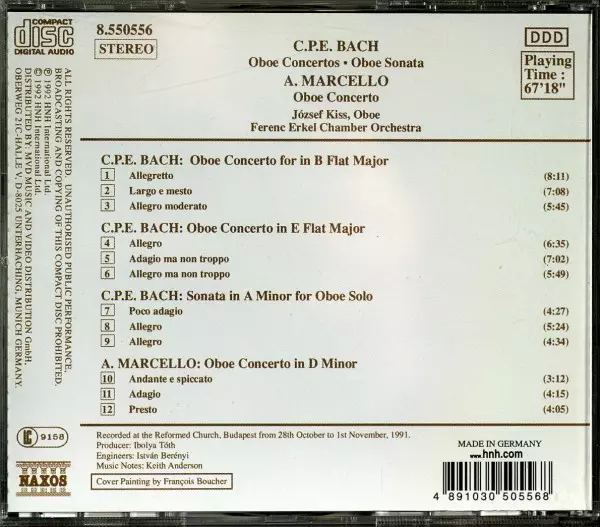 COMPACT
disc
DIGITAL AUDIO
8.550556
STEREO
C.P.E. BACH
Oboe Concertos • Oboe Sonata
A. MARCELLO
Oboe Concerto
József Kiss, Oboe
Ferenc Erkel Chamber Orchestra
DDD
Playing
Time :
67'18"
ALL RIGHTS RESERVED. UNAUTHORISED PUBLIC PERFORMANCE,
BROADCASTING AND COPYING OF THIS COMPACT DISC PROHIBITED.
℗ 1992 HNH International Ltd.
© 1992 HNH International Ltd.
DISTRIBUTED BY: MVD MUSIC AND VIDEO DISTRIBUTION GmbH,
OBERWEG 21C-HALLE V, D-8025 UNTERHACHING, MUNICH GERMANY.
C.P.E. BACH: Oboe Concerto for in B Flat Major
1 Allegretto (8:11)
2 Largo e mesto (7:08)
3 Allegro moderato (5:45)
C.P.E. BACH: Oboe Concerto in E Flat Major
4 Allegro (6:35)
5 Adagio ma non troppo (7:02)
6 Allegro ma non troppo (5:49)
C.P.E. BACH: Sonata in A Minor for Oboe Solo
7 Poco adagio (4:27)
8 Allegro (5:24)
9 Allegro (4:34)
A. MARCELLO: Oboe Concerto in D Minor
10 Andante e spiccato (3:12)
11 Adagio (4:15)
12 Presto (4:05)
LC 9158
NAXOS
Recorded at the Reformed Church, Budapest from 28th October to 1st November, 1991.
Producer: Ibolya Tóth
Engineers: István Berényi
Music Notes: Keith Anderson
Cover Painting by François Boucher
MADE IN GERMANY
www.hnh.com
4 891030 505568